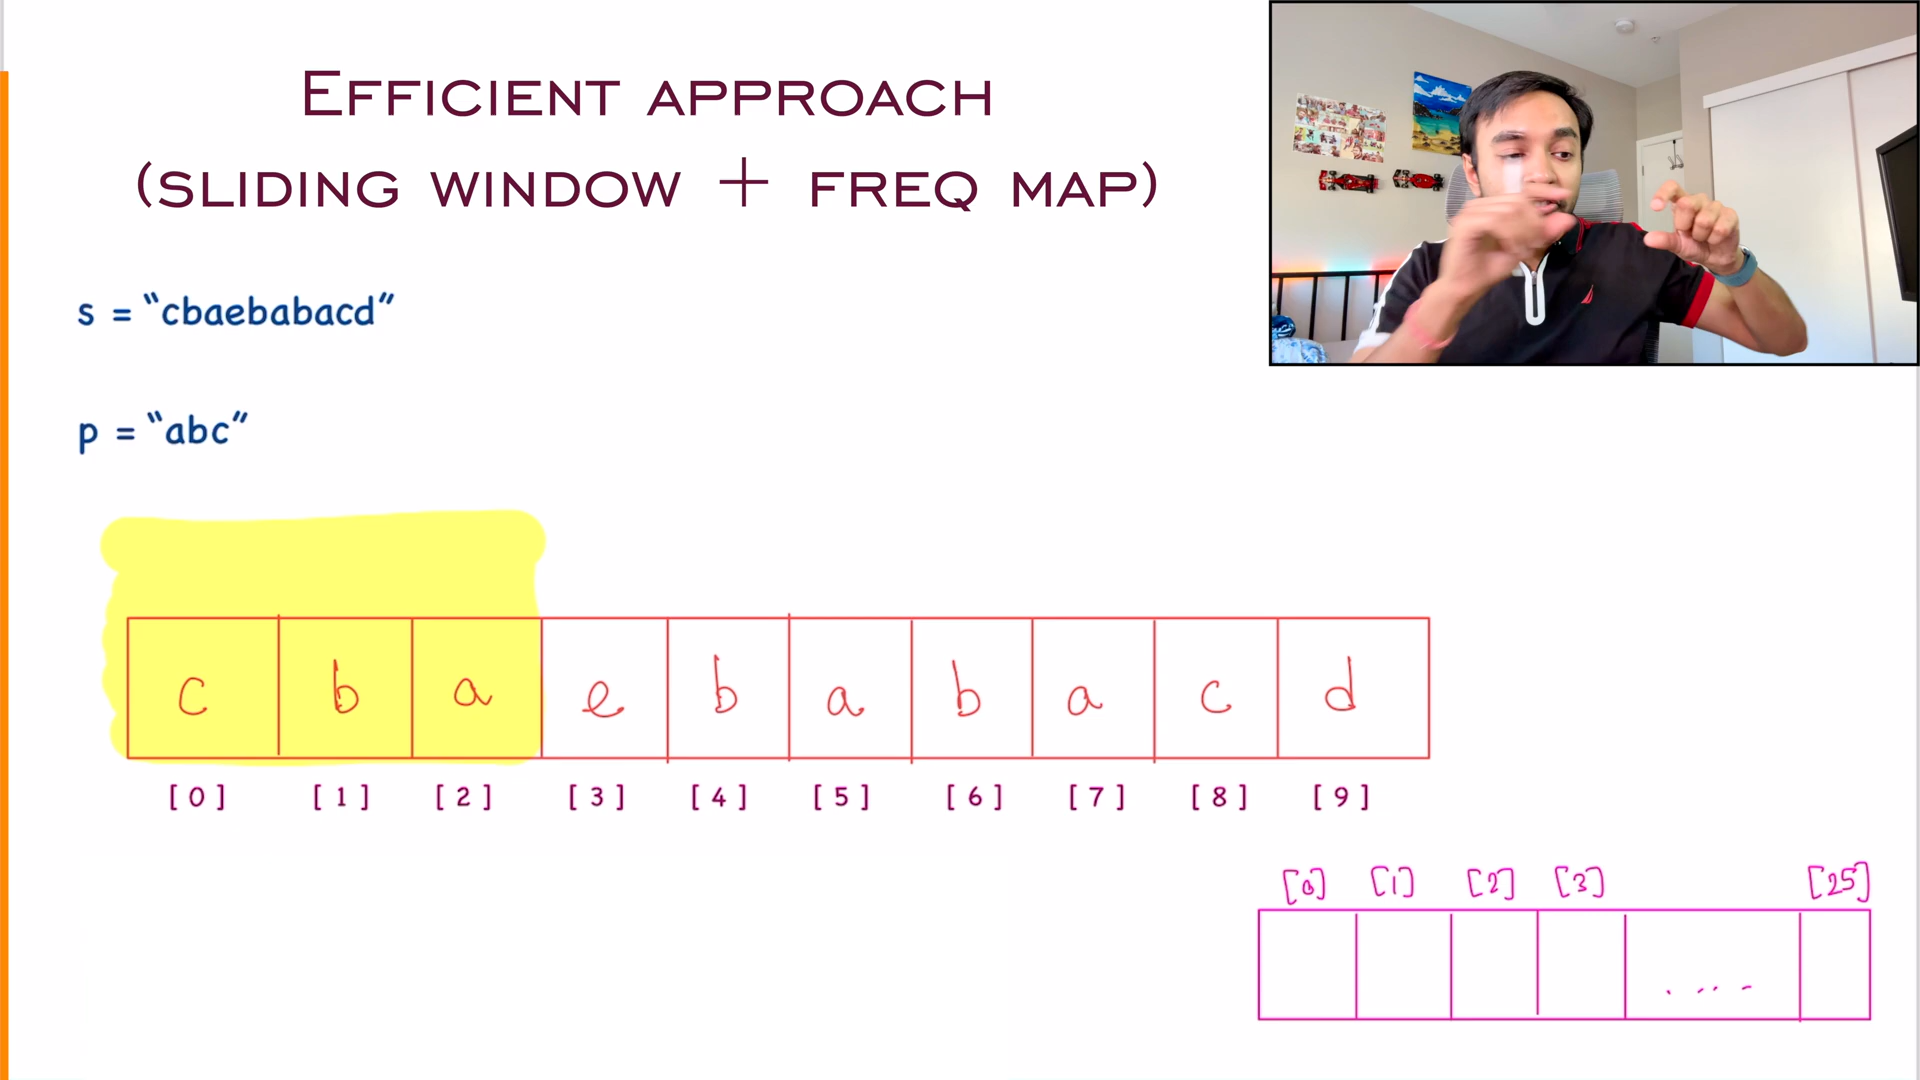 EFFICIENT APPROACH
(SLIDING WINDOW + FREQ MAP)
s = “cbaebabacd”
p = “abc”
c b a e b a b a c d
[0] [1] [2] [3] [4] [5] [6] [7] [8] [9]
[0] [1] [2] [3] [25]
. . . . -